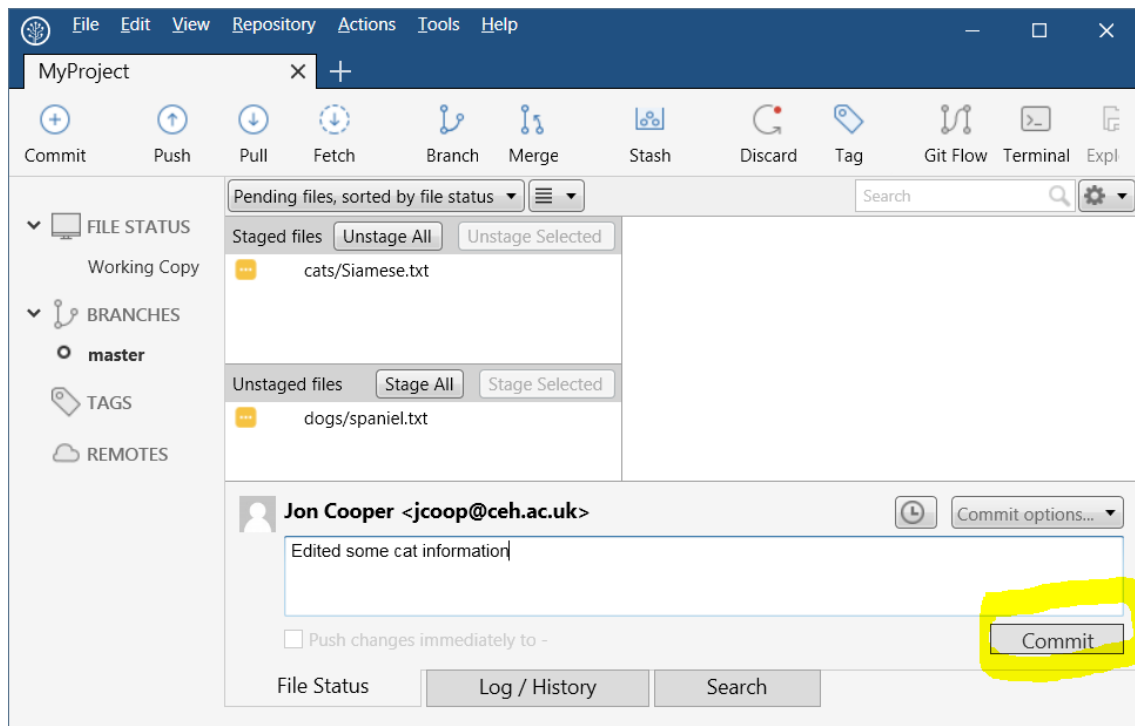 File Edit View Repository Actions Tools Help
MyProject
Commit Push Pull Fetch Branch Merge Stash Discard Tag Git Flow Terminal Expl
Pending files, sorted by file status Search
FILE STATUS
Working Copy
BRANCHES
master
TAGS
REMOTES
Staged files Unstage All Unstage Selected
cats/Siamese.txt
Unstaged files Stage All Stage Selected
dogs/spaniel.txt
Jon Cooper <jcoop@ceh.ac.uk> Commit options...
Edited some cat information
Push changes immediately to -
Commit
File Status Log / History Search